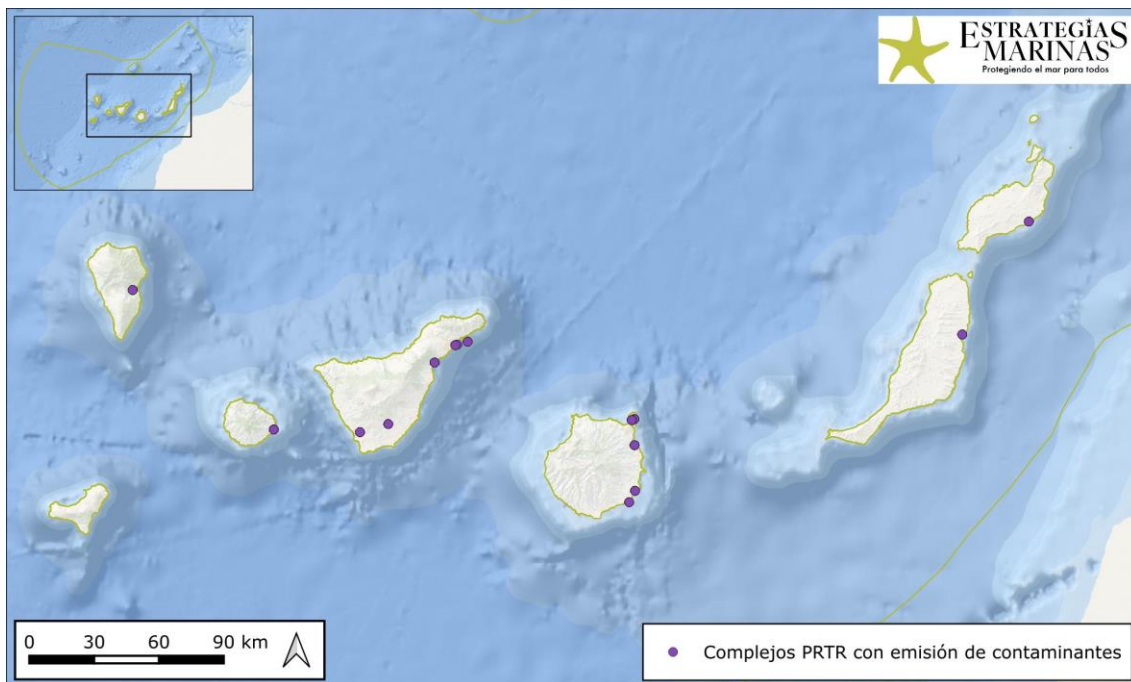 ESTRATEGIAS
MARINAS
Protegiendo el mar para todos
0 30 60 90 km
Complejos PRTR con emisión de contaminantes